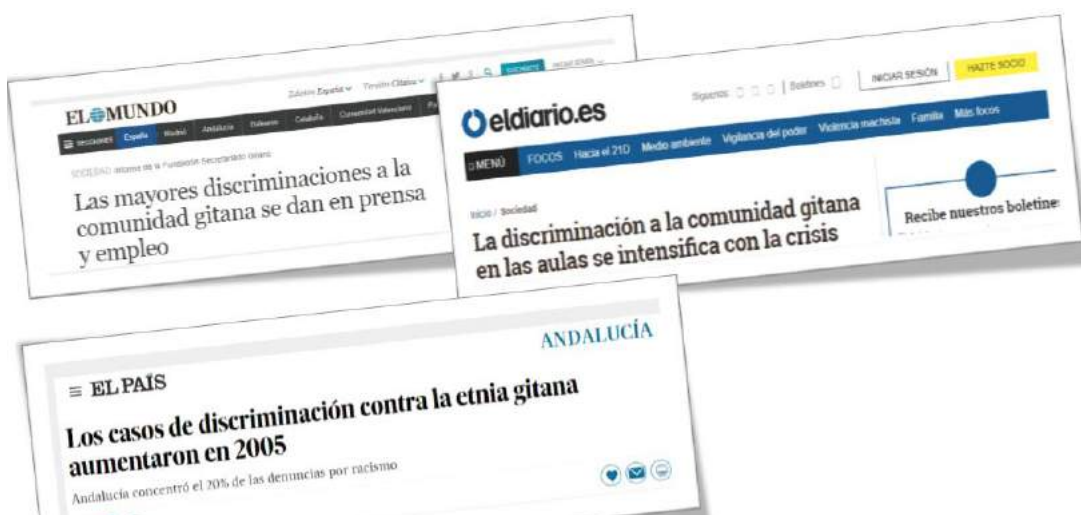 EL MUNDO
Edición España Versión Clásica
SECCIONES España Madrid Andalucía Baleares Cataluña Comunidad Valenciana
SOCIEDAD Informe de la Fundación Secretariado Gitano
Las mayores discriminaciones a la
comunidad gitana se dan en prensa
y empleo
eldiario.es
Síguenos Boletines INICIAR SESIÓN HAZTE SOCIO
MENÚ FOCOS Hacia el 21D Medio ambiente Vigilancia del poder Violencia machista Familia Más focos
Inicio / Sociedad
La discriminación a la comunidad gitana
en las aulas se intensifica con la crisis
Recibe nuestros boletines
ANDALUCÍA
EL PAÍS
Los casos de discriminación contra la etnia gitana
aumentaron en 2005
Andalucía concentró el 20% de las denuncias por racismo